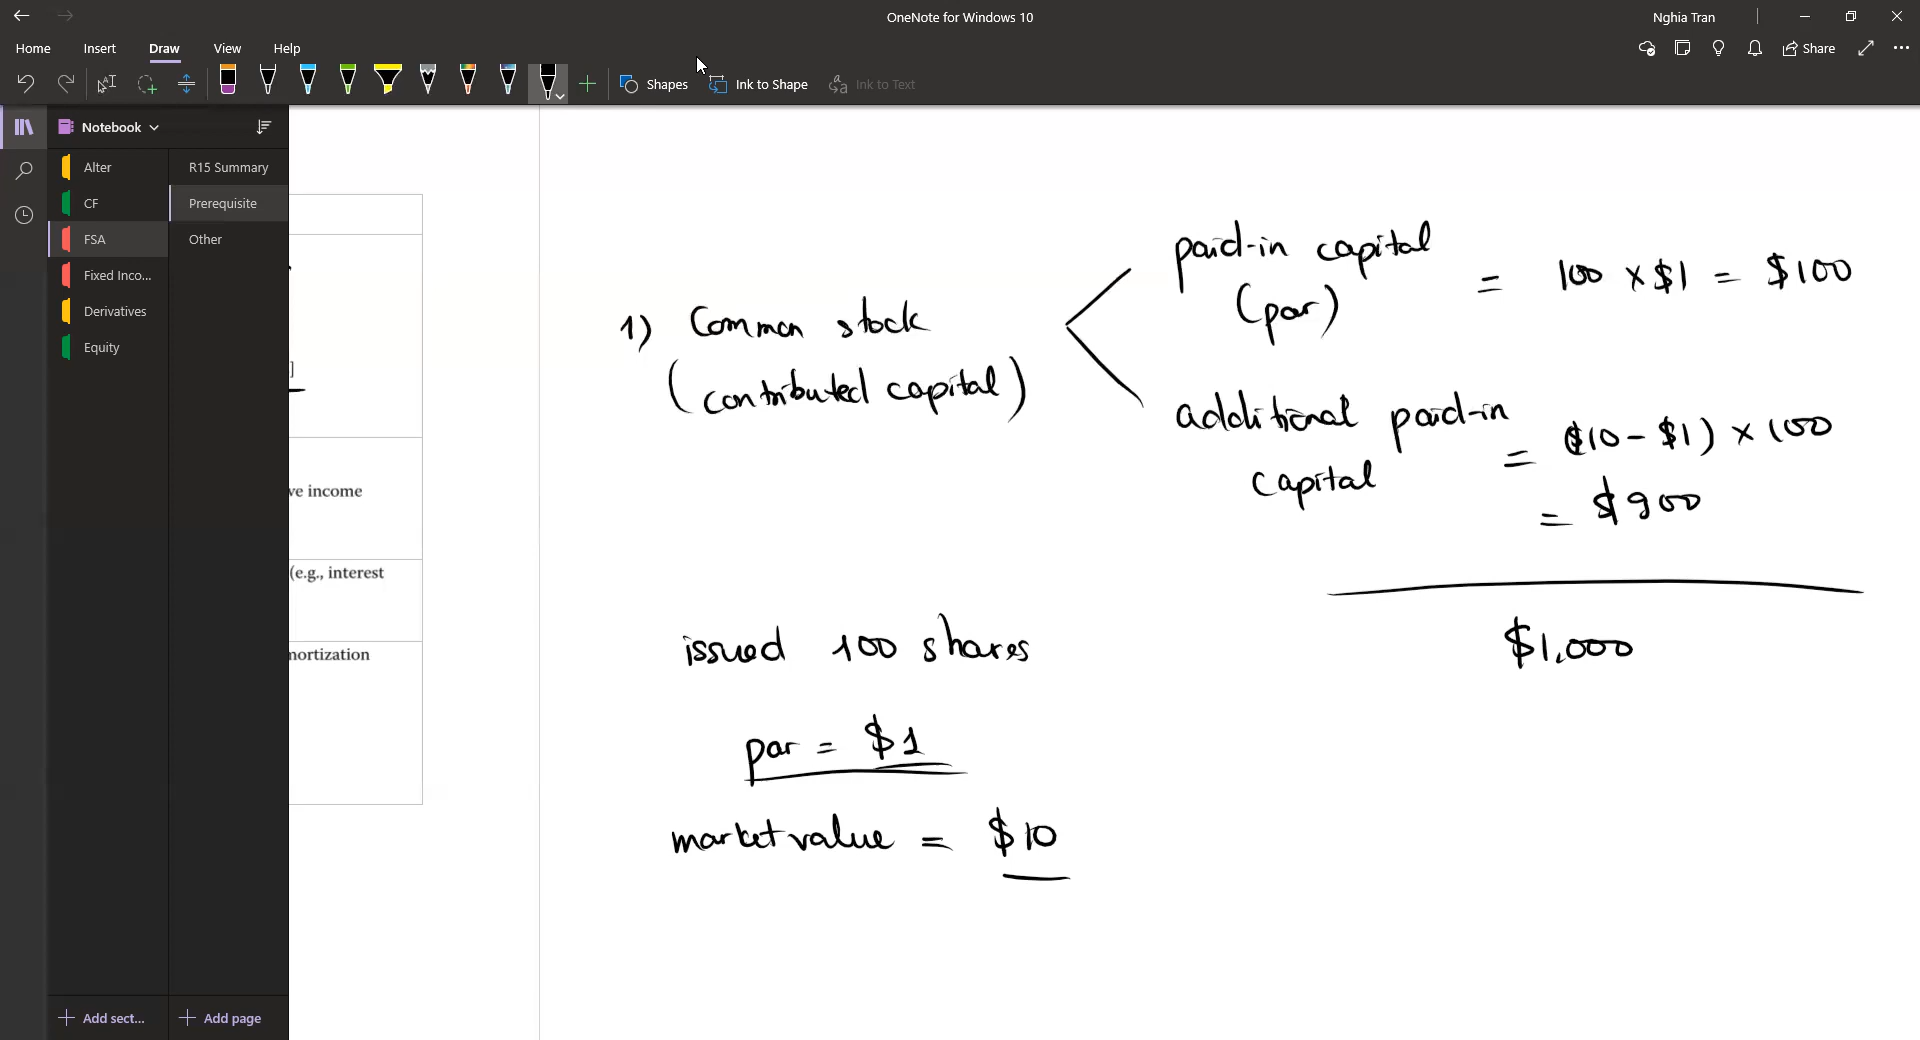 OneNote for Windows 10
Nghia Tran
Home Insert Draw View Help
Share
Shapes Ink to Shape Ink to Text
Notebook
Alter
CF
FSA
Fixed Inco...
Derivatives
Equity
R15 Summary
Prerequisite
Other
+ Add sect...
+ Add page
]
ve income
(e.g., interest
mortization
1) Common stock
(contributed capital)
paid-in capital
(par)
= 100 x $1 = $100
additional paid-in
capital
= ($10 - $1) x 100
= $900
$1,000
issued 100 shares
par = $1
market value = $10